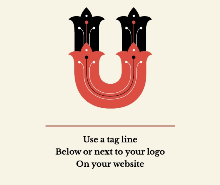 U
Use a tag line
Below or next to your logo
On your website